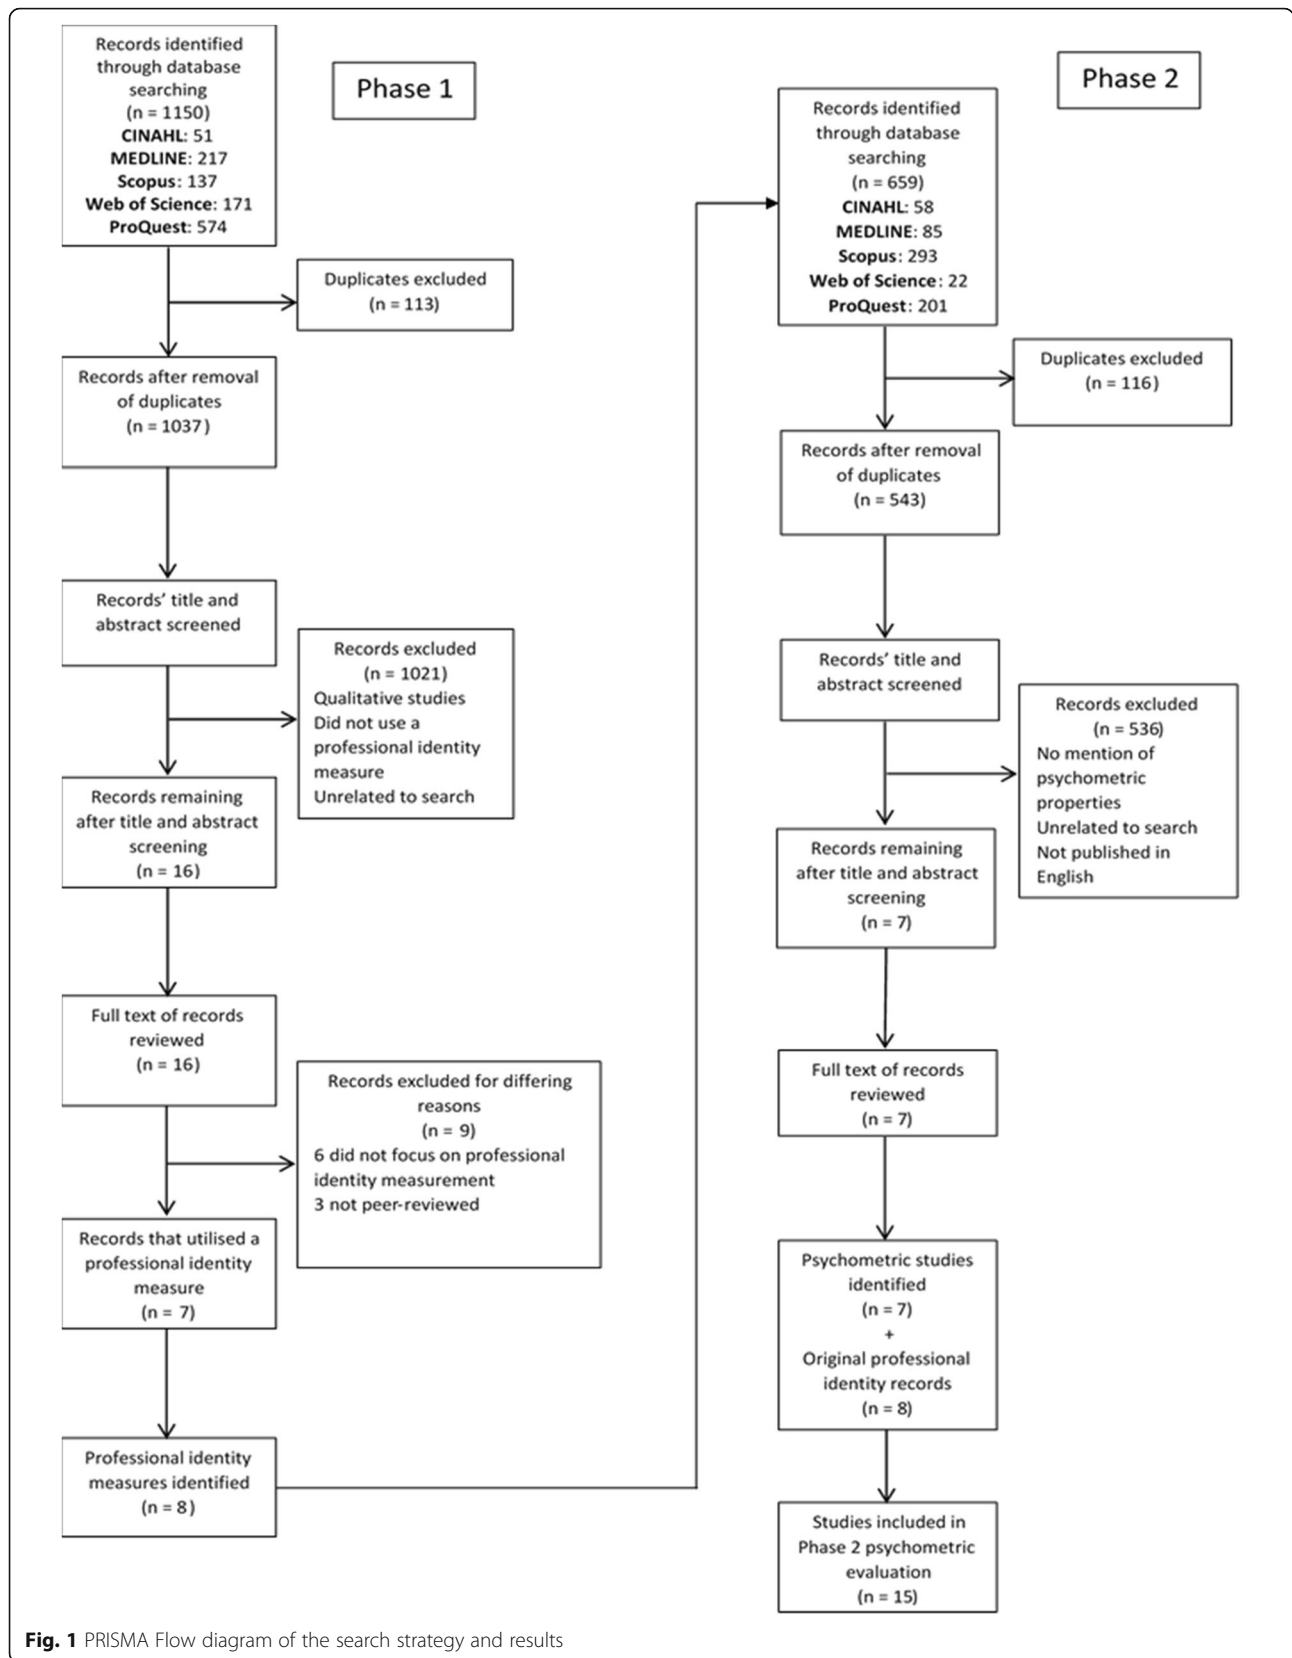 Records identified
through database
searching
(n = 1150)
CINAHL: 51
MEDLINE: 217
Scopus: 137
Web of Science: 171
ProQuest: 574
Phase 1
Duplicates excluded
(n = 113)
Records after removal
of duplicates
(n = 1037)
Records' title and
abstract screened
Records excluded
(n = 1021)
Qualitative studies
Did not use a
professional identity
measure
Unrelated to search
Records remaining
after title and abstract
screening
(n = 16)
Full text of records
reviewed
(n = 16)
Records excluded for differing
reasons
(n = 9)
6 did not focus on professional
identity measurement
3 not peer-reviewed
Records that utilised a
professional identity
measure
(n = 7)
Professional identity
measures identified
(n = 8)
Phase 2
Records identified
through database
searching
(n = 659)
CINAHL: 58
MEDLINE: 85
Scopus: 293
Web of Science: 22
ProQuest: 201
Duplicates excluded
(n = 116)
Records after removal
of duplicates
(n = 543)
Records' title and
abstract screened
Records excluded
(n = 536)
No mention of
psychometric
properties
Unrelated to search
Not published in
English
Records remaining
after title and abstract
screening
(n = 7)
Full text of records
reviewed
(n = 7)
Psychometric studies
identified
(n = 7)
+
Original professional
identity records
(n = 8)
Studies included in
Phase 2 psychometric
evaluation
(n = 15)
Fig. 1 PRISMA Flow diagram of the search strategy and results